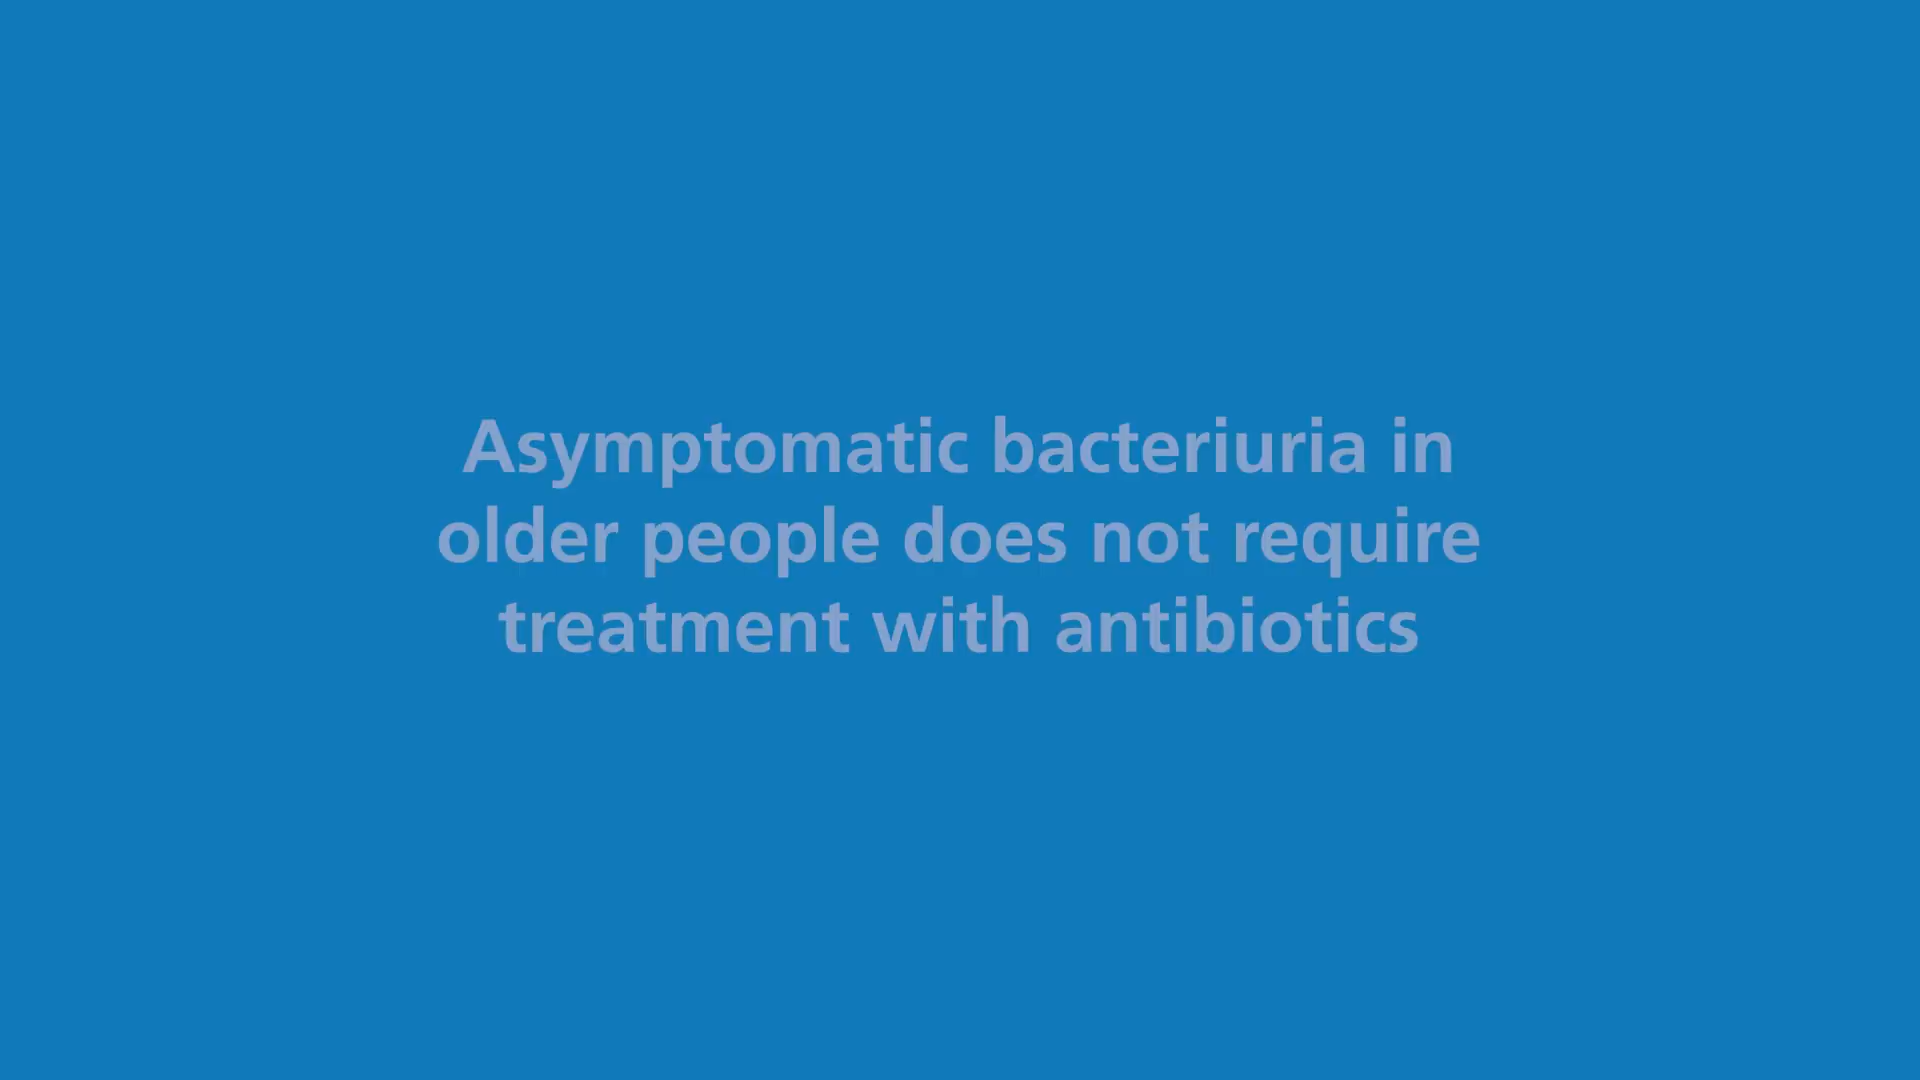 Asymptomatic bacteriuria in
older people does not require
treatment with antibiotics